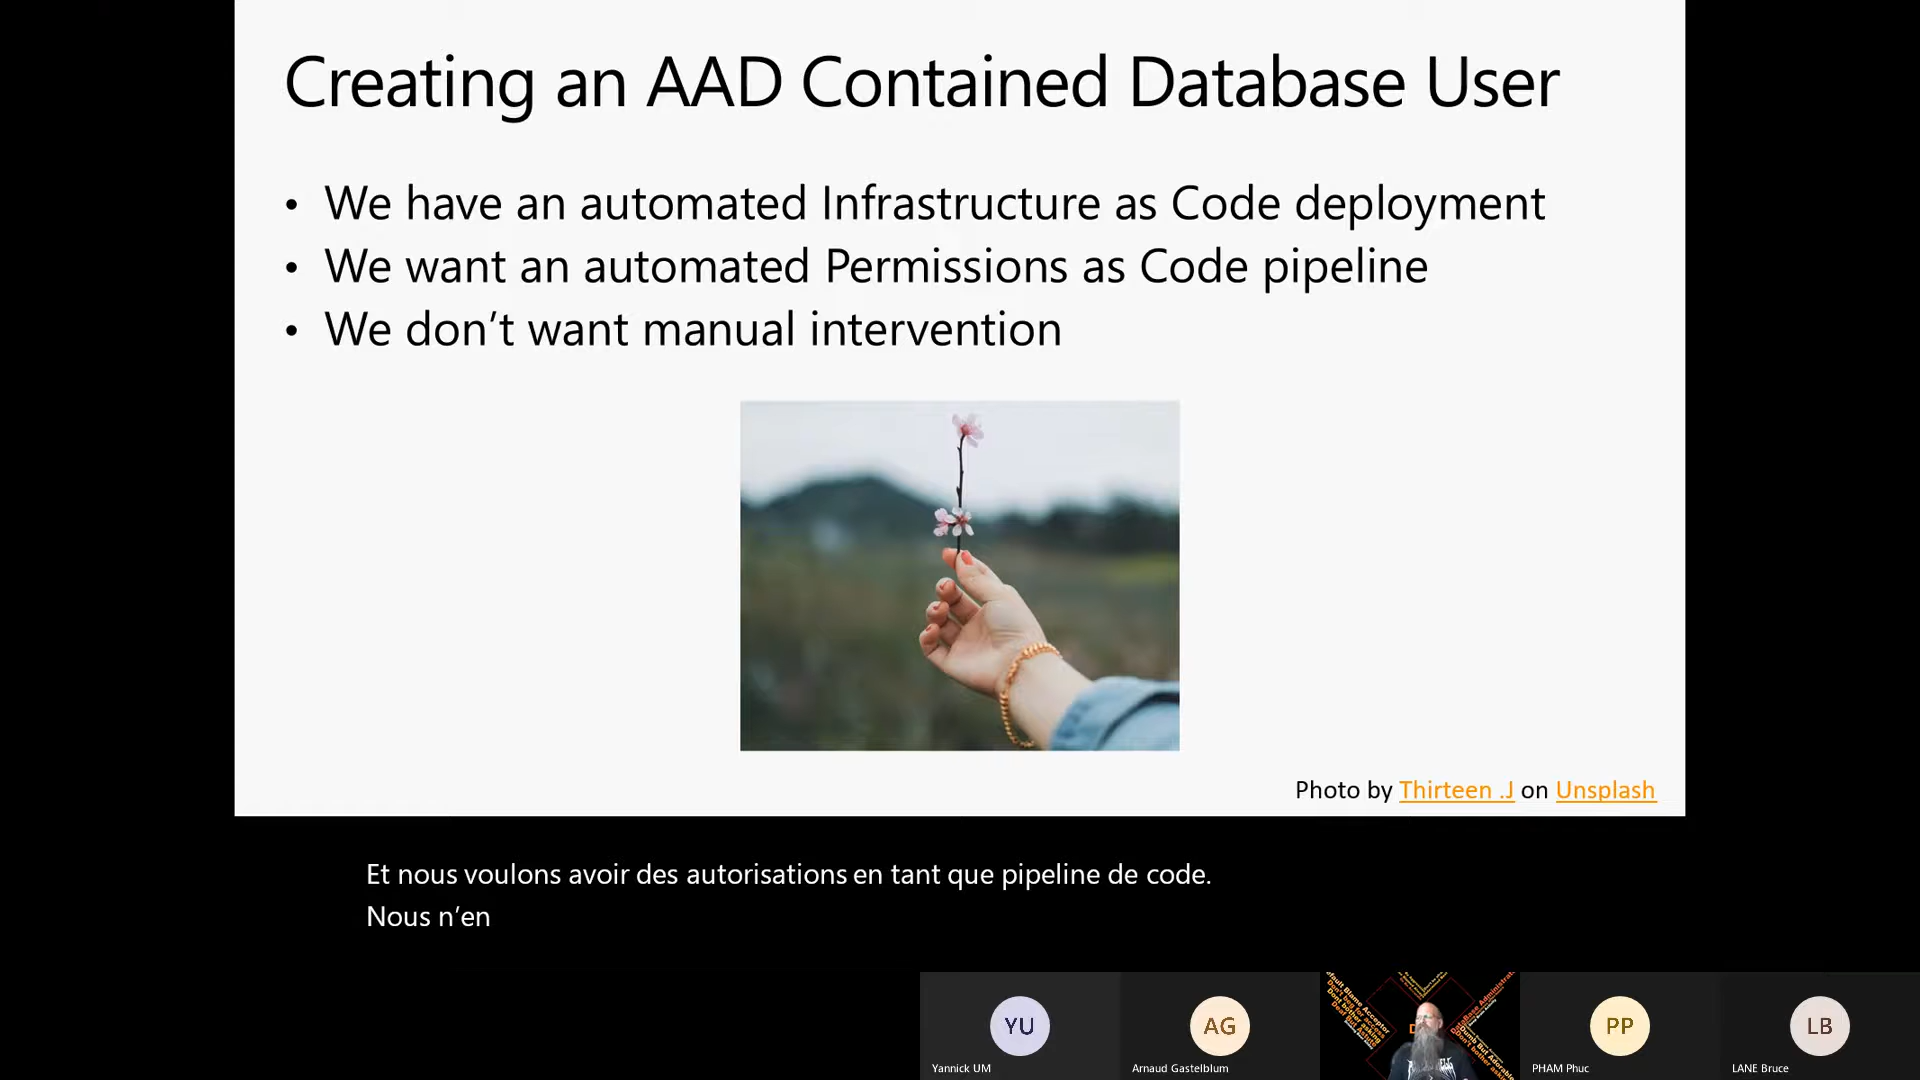 Creating an AAD Contained Database User
• We have an automated Infrastructure as Code deployment
• We want an automated Permissions as Code pipeline
• We don’t want manual intervention
Photo by Thirteen .J on Unsplash
Et nous voulons avoir des autorisations en tant que pipeline de code.
Nous n’en
YU
AG
PP
LB
Yannick UM
Arnaud Gastelblum
PHAM Phuc
LANE Bruce